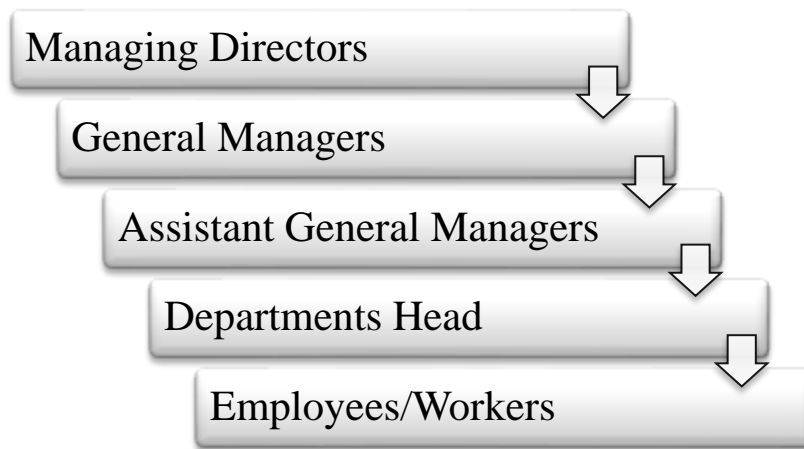 Managing Directors
General Managers
Assistant General Managers
Departments Head
Employees/Workers